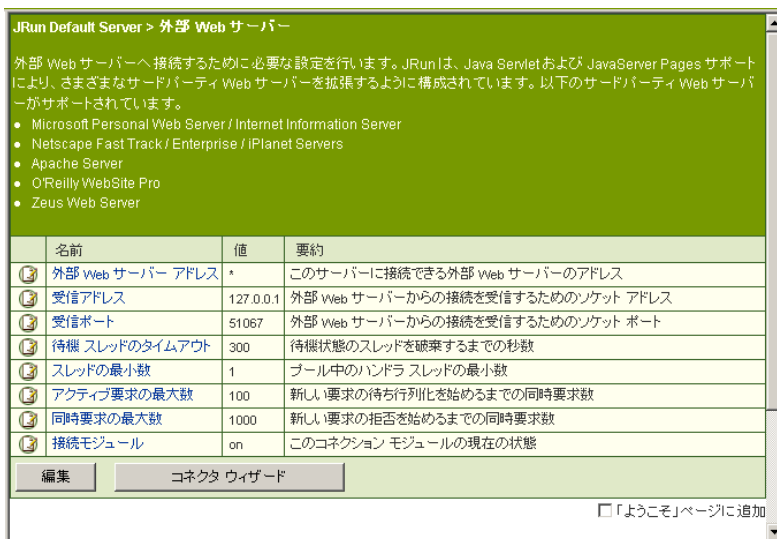 JRun Default Server > 外部 Web サーバー
外部 Web サーバーへ接続するために必要な設定を行います。JRunは、Java Servletおよび JavaServer Pages サポート
により、さまざまなサードパーティ Web サーバーを拡張するように構成されています。以下のサードパーティ Web サーバ
ーがサポートされています。
● Microsoft Personal Web Server / Internet Information Server
● Netscape Fast Track / Enterprise / iPlanet Servers
● Apache Server
● O'Reilly WebSite Pro
● Zeus Web Server
名前 値 要約
外部 Web サーバー アドレス * このサーバーに接続できる外部 Web サーバーのアドレス
受信アドレス 127.0.0.1 外部 Web サーバーからの接続を受信するためのソケット アドレス
受信ポート 51067 外部 Web サーバーからの接続を受信するためのソケット ポート
待機 スレッドのタイムアウト 300 待機状態のスレッドを破棄するまでの秒数
スレッドの最小数 1 プール中のハンドラ スレッドの最小数
アクティブ要求の最大数 100 新しい要求の待ち行列化を始めるまでの同時要求数
同時要求の最大数 1000 新しい要求の拒否を始めるまでの同時要求数
接続モジュール on このコネクション モジュールの現在の状態
編集 コネクタ ウィザード
「ようこそ」ページに追加